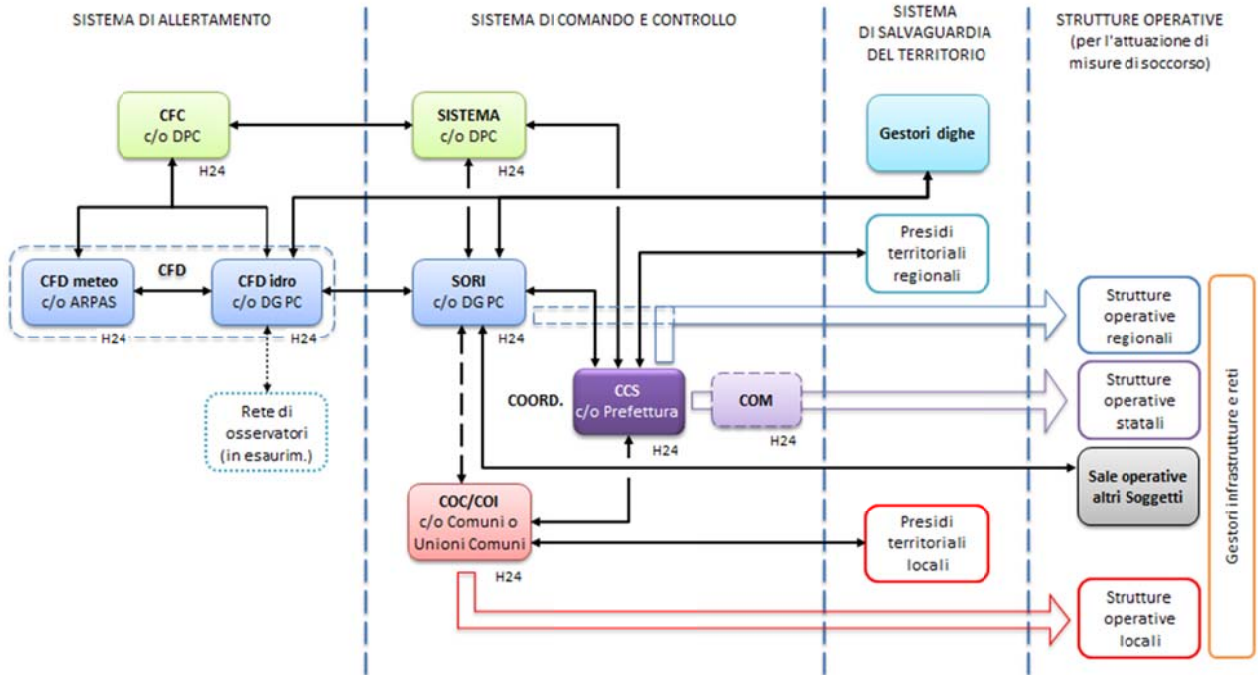 SISTEMA DI ALLERTAMENTO
SISTEMA DI COMANDO E CONTROLLO
SISTEMA
DI SALVAGUARDIA
DEL TERRITORIO
STRUTTURE OPERATIVE
(per l'attuazione di
misure di soccorso)
CFC
c/o DPC
H24
SISTEMA
c/o DPC
H24
Gestori dighe
CFD meteo
c/o ARPAS
H24
CFD
CFD idro
c/o DG PC
H24
SORI
c/o DG PC
H24
Presidi
territoriali
regionali
Strutture
operative
regionali
Rete di
osservatori
(in esaurim.)
COORD.
CCS
c/o Prefettura
H24
COM
H24
Strutture
operative
statali
Sale operative
altri Soggetti
COC/COI
c/o Comuni o
Unioni Comuni
H24
Presidi
territoriali
locali
Strutture
operative
locali
Gestori infrastrutture e reti